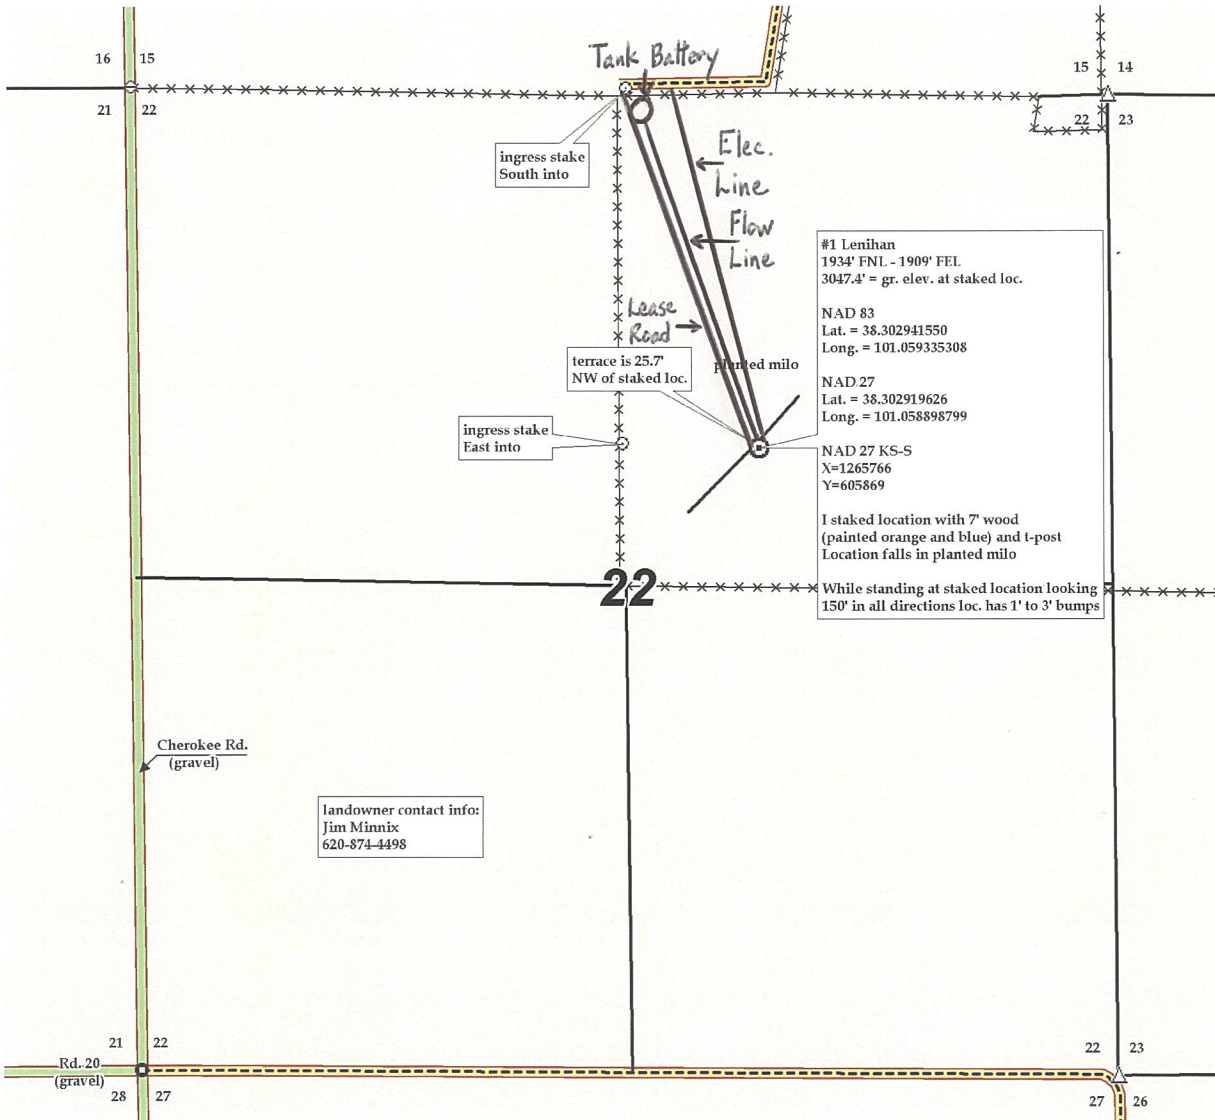 Tank Battery
16 15
15 14
21 22
22 23
ingress stake
South into
Elec.
Line
Flow
Line
#1 Lenihan
1934' FNL - 1909' FEL
3047.4' = gr. elev. at staked loc.
NAD 83
Lat. = 38.302941550
Long. = 101.059335308
NAD 27
Lat. = 38.302919626
Long. = 101.058898799
NAD 27 KS-S
X=1265766
Y=605869
I staked location with 7' wood
(painted orange and blue) and t-post
Location falls in planted milo
While standing at staked location looking
150' in all directions loc. has 1' to 3' bumps
Lease
Road
terrace is 25.7'
NW of staked loc.
planted milo
ingress stake
East into
22
Cherokee Rd.
(gravel)
landowner contact info:
Jim Minnix
620-874-4498
21 22
22 23
Rd. 20
(gravel)
28 27
27 26